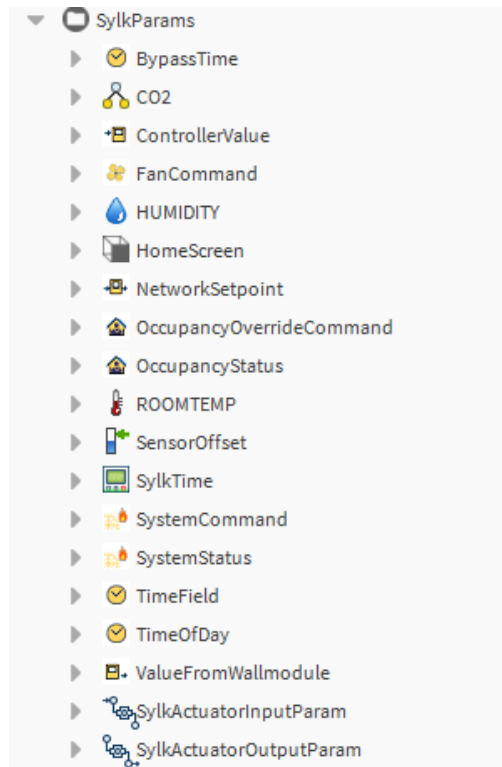 SylkParams
BypassTime
CO2
ControllerValue
FanCommand
HUMIDITY
HomeScreen
NetworkSetpoint
OccupancyOverrideCommand
OccupancyStatus
ROOMTEMP
SensorOffset
SylkTime
SystemCommand
SystemStatus
TimeField
TimeOfDay
ValueFromWallmodule
SylkActuatorInputParam
SylkActuatorOutputParam